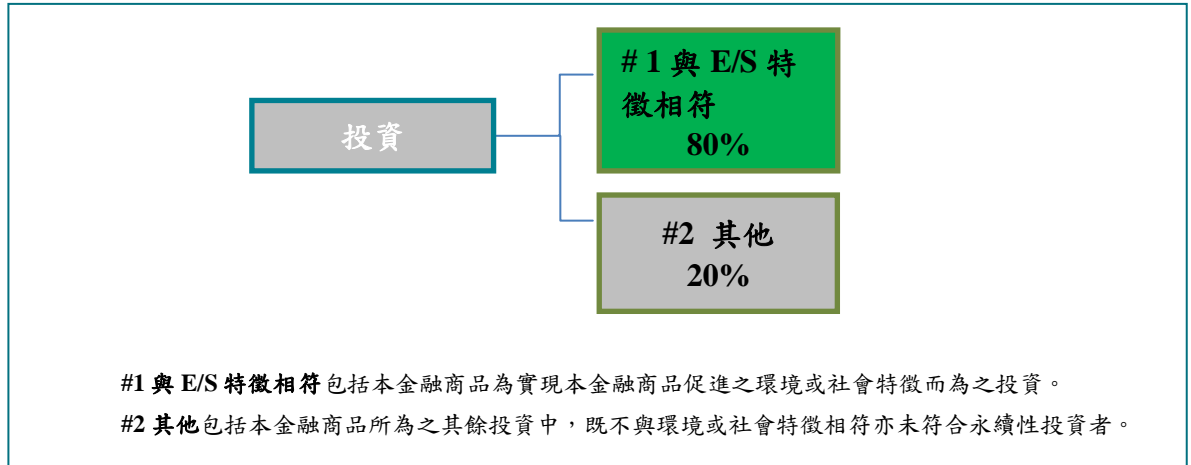 # 1 與 E/S 特
徵相符
80%
投資
#2 其他
20%
#1 與 E/S 特徵相符包括本金融商品為實現本金融商品促進之環境或社會特徵而為之投資。
#2 其他包括本金融商品所為之其餘投資中，既不與環境或社會特徵相符亦未符合永續性投資者。